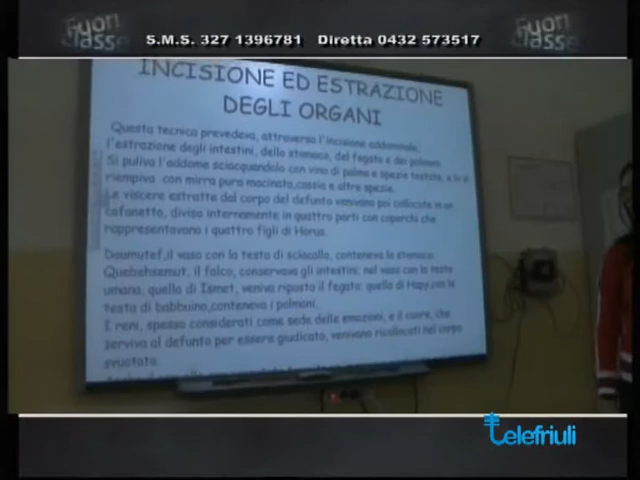 Fuori
Classe
S.M.S. 327 1396781 Diretta 0432 573517
Fuori
Classe
INCISIONE ED ESTRAZIONE
DEGLI ORGANI
Questa tecnica prevedeva, attraverso l'incisione addominale,
l'estrazione degli intestini, dello stomaco, del fegato e dei polmoni.
Si puliva l'addome sciacquandolo con vino di palma e spezie tostate, e lo si
riempiva con mirra pura macinata,cassia e altre spezie.
Le viscere estratte dal corpo del defunto venivano poi collocate in un
cofanetto, diviso internamente in quattro parti con coperchi che
rappresentavano i quattro figli di Horus.
Daumutef,il vaso con la testa di sciacallo, conteneva lo stomaco;
Quebehsemut, il falco, conservava gli intestini; nel vaso con la testa
umana, quello di Ismet, veniva riposto il fegato; quello di Hapy,con la
testa di babbuino,conteneva i polmoni.
I reni, spesso considerati come sede delle emozioni, e il cuore, che
serviva al defunto per essere giudicato, venivano ricollocati nel corpo
svuotato.
telefriuli